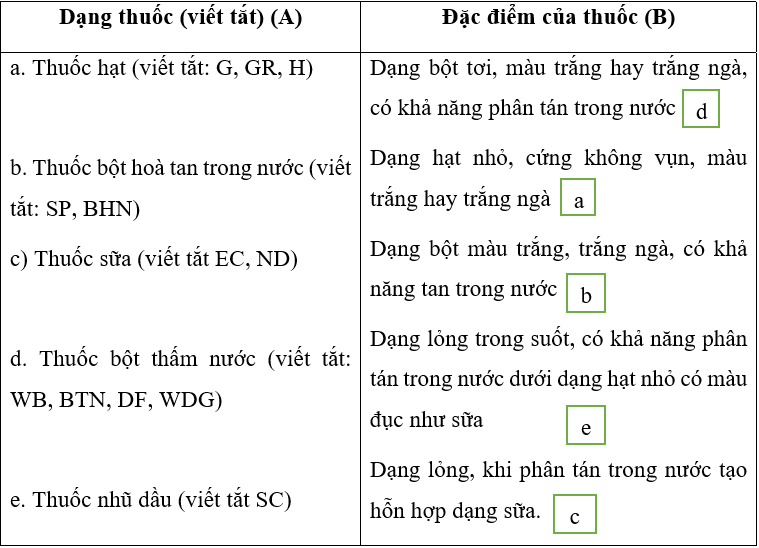 Dạng thuốc (viết tắt) (A)
Đặc điểm của thuốc (B)
a. Thuốc hạt (viết tắt: G, GR, H)
b. Thuốc bột hoà tan trong nước (viết
tắt: SP, BHN)
c) Thuốc sữa (viết tắt EC, ND)
d. Thuốc bột thấm nước (viết tắt:
WB, BTN, DF, WDG)
e. Thuốc nhũ dầu (viết tắt SC)
Dạng bột tơi, màu trắng hay trắng ngà,
có khả năng phân tán trong nước d
Dạng hạt nhỏ, cứng không vụn, màu
trắng hay trắng ngà a
Dạng bột màu trắng, trắng ngà, có khả
năng tan trong nước b
Dạng lỏng trong suốt, có khả năng phân
tán trong nước dưới dạng hạt nhỏ có màu
đục như sữa e
Dạng lỏng, khi phân tán trong nước tạo
hỗn hợp dạng sữa. c